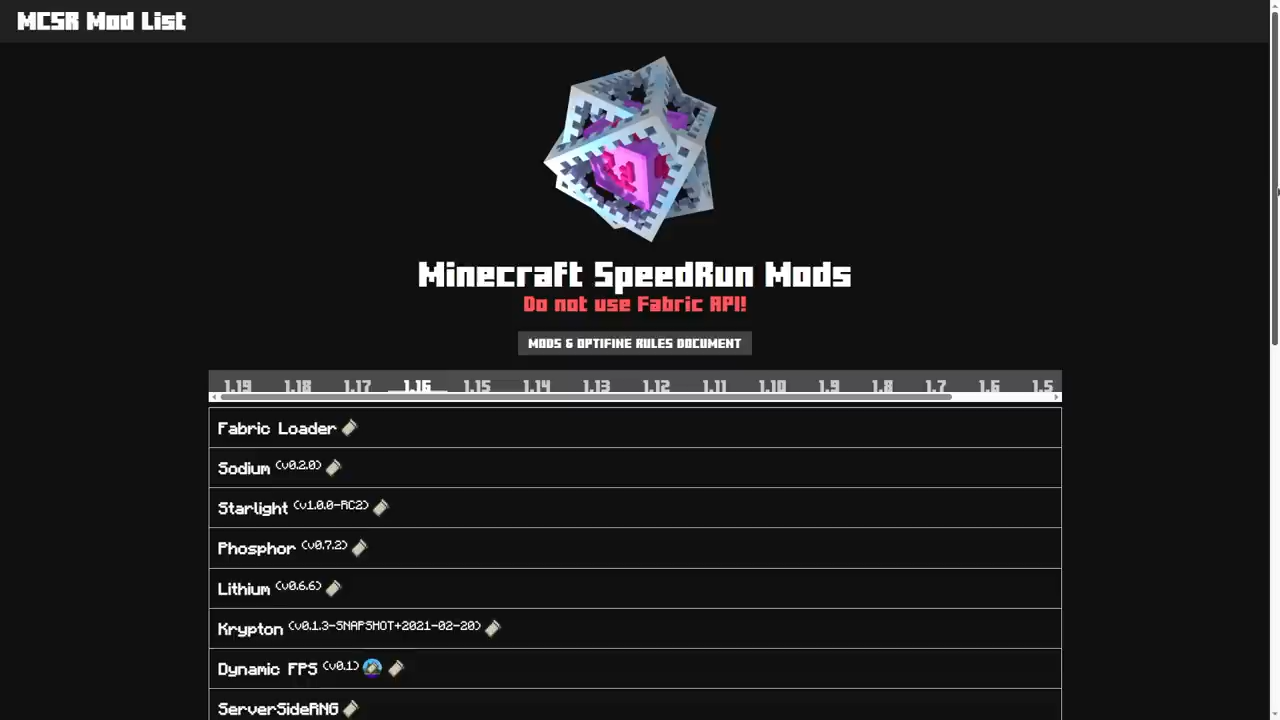 MCSR Mod List
Minecraft SpeedRun Mods
Do not use Fabric API!
MODS & OPTIFINE RULES DOCUMENT
1.19 1.18 1.17 1.16 1.15 1.14 1.13 1.12 1.11 1.10 1.9 1.8 1.7 1.6 1.5
Fabric Loader
Sodium (v0.2.0)
Starlight (v1.0.0-RC2)
Phosphor (v0.7.2)
Lithium (v0.6.6)
Krypton (v0.1.3-SNAPSHOT+2021-02-20)
Dynamic FPS (v0.1)
ServerSideRNG